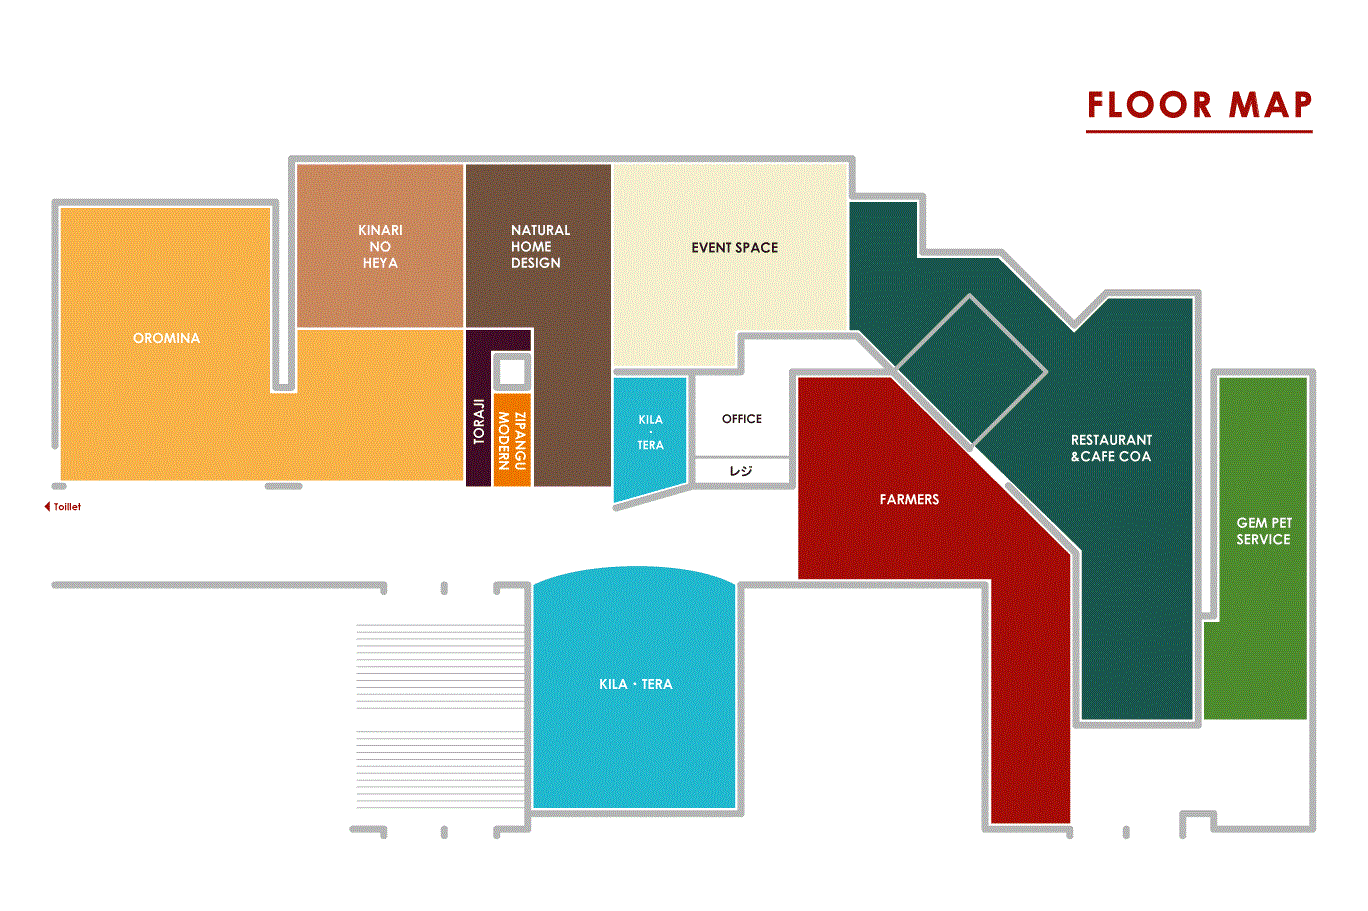 FLOOR MAP
KINARI
NO
HEYA
NATURAL
HOME
DESIGN
EVENT SPACE
OROMINA
TORAJI
ZIPANGU
MODERN
KILA
・
TERA
OFFICE
レジ
RESTAURANT
&CAFE COA
FARMERS
GEM PET
SERVICE
Toillet
KILA・TERA